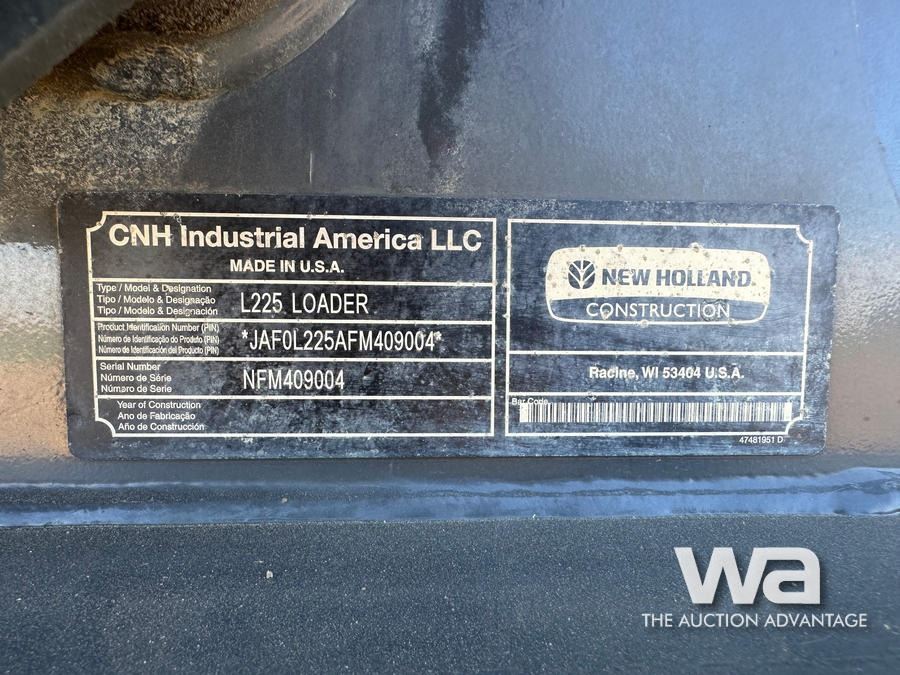 CNH Industrial America LLC
MADE IN U.S.A.
Type / Model & Designation
Tipo / Modelo & Designação
Tipo / Modelo & Designación
L225 LOADER
Product Identification Number (PIN)
Número de Identificação do Produto (PIN)
Número de Identificación del Producto (PIN)
*JAF0L225AFM409004*
Serial Number
Número de Série
Número de Serie
NFM409004
Year of Construction
Ano de Fabricação
Año de Construcción
NEW HOLLAND
CONSTRUCTION
Racine, WI 53404 U.S.A.
Bar Code
47481951 D
wa
THE AUCTION ADVANTAGE